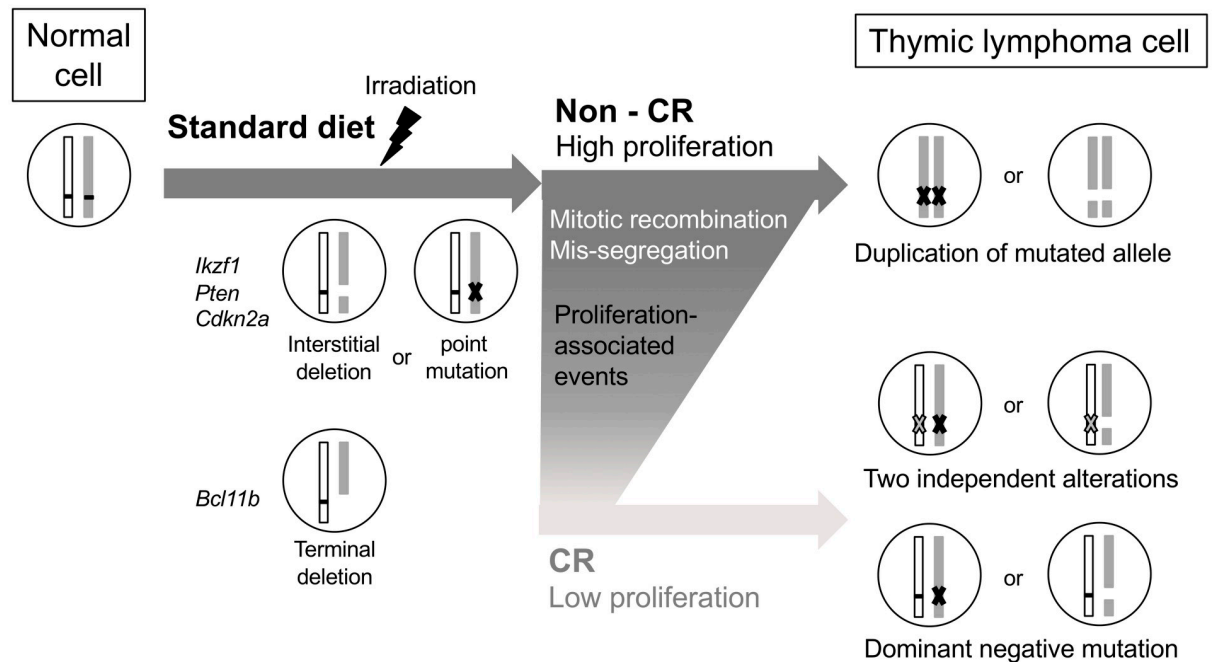 Normal
cell
Thymic lymphoma cell
Irradiation
Standard diet
Non - CR
High proliferation
Mitotic recombination
Mis-segregation
Proliferation-
associated
events
or
Duplication of mutated allele
Ikzf1
Pten
Cdkn2a
Interstitial
deletion
or
point
mutation
or
Two independent alterations
Bcl11b
Terminal
deletion
CR
Low proliferation
or
Dominant negative mutation